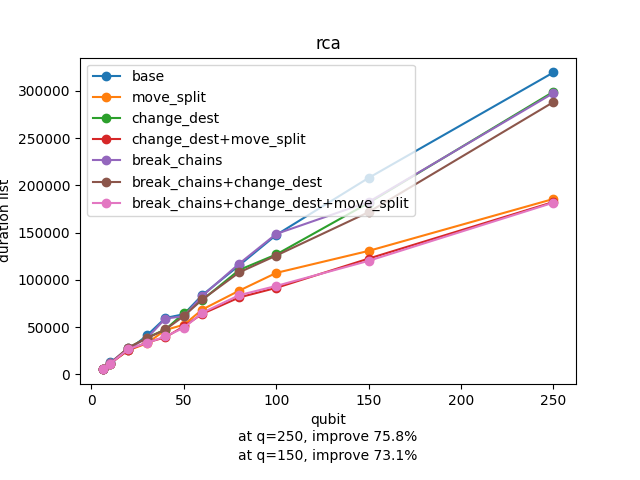 rca
base
move_split
change_dest
change_dest+move_split
break_chains
break_chains+change_dest
break_chains+change_dest+move_split
duration list
300000
250000
200000
150000
100000
50000
0
0 50 100 150 200 250
qubit
at q=250, improve 75.8%
at q=150, improve 73.1%